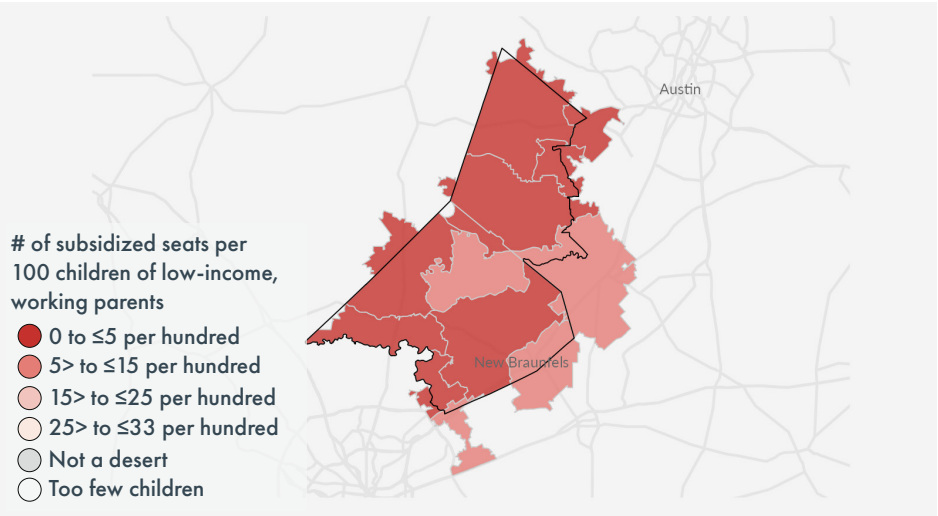 Austin
# of subsidized seats per
100 children of low-income,
working parents
0 to ≤5 per hundred
5> to ≤15 per hundred
New Braunfels
15> to ≤25 per hundred
25> to ≤33 per hundred
Not a desert
Too few children